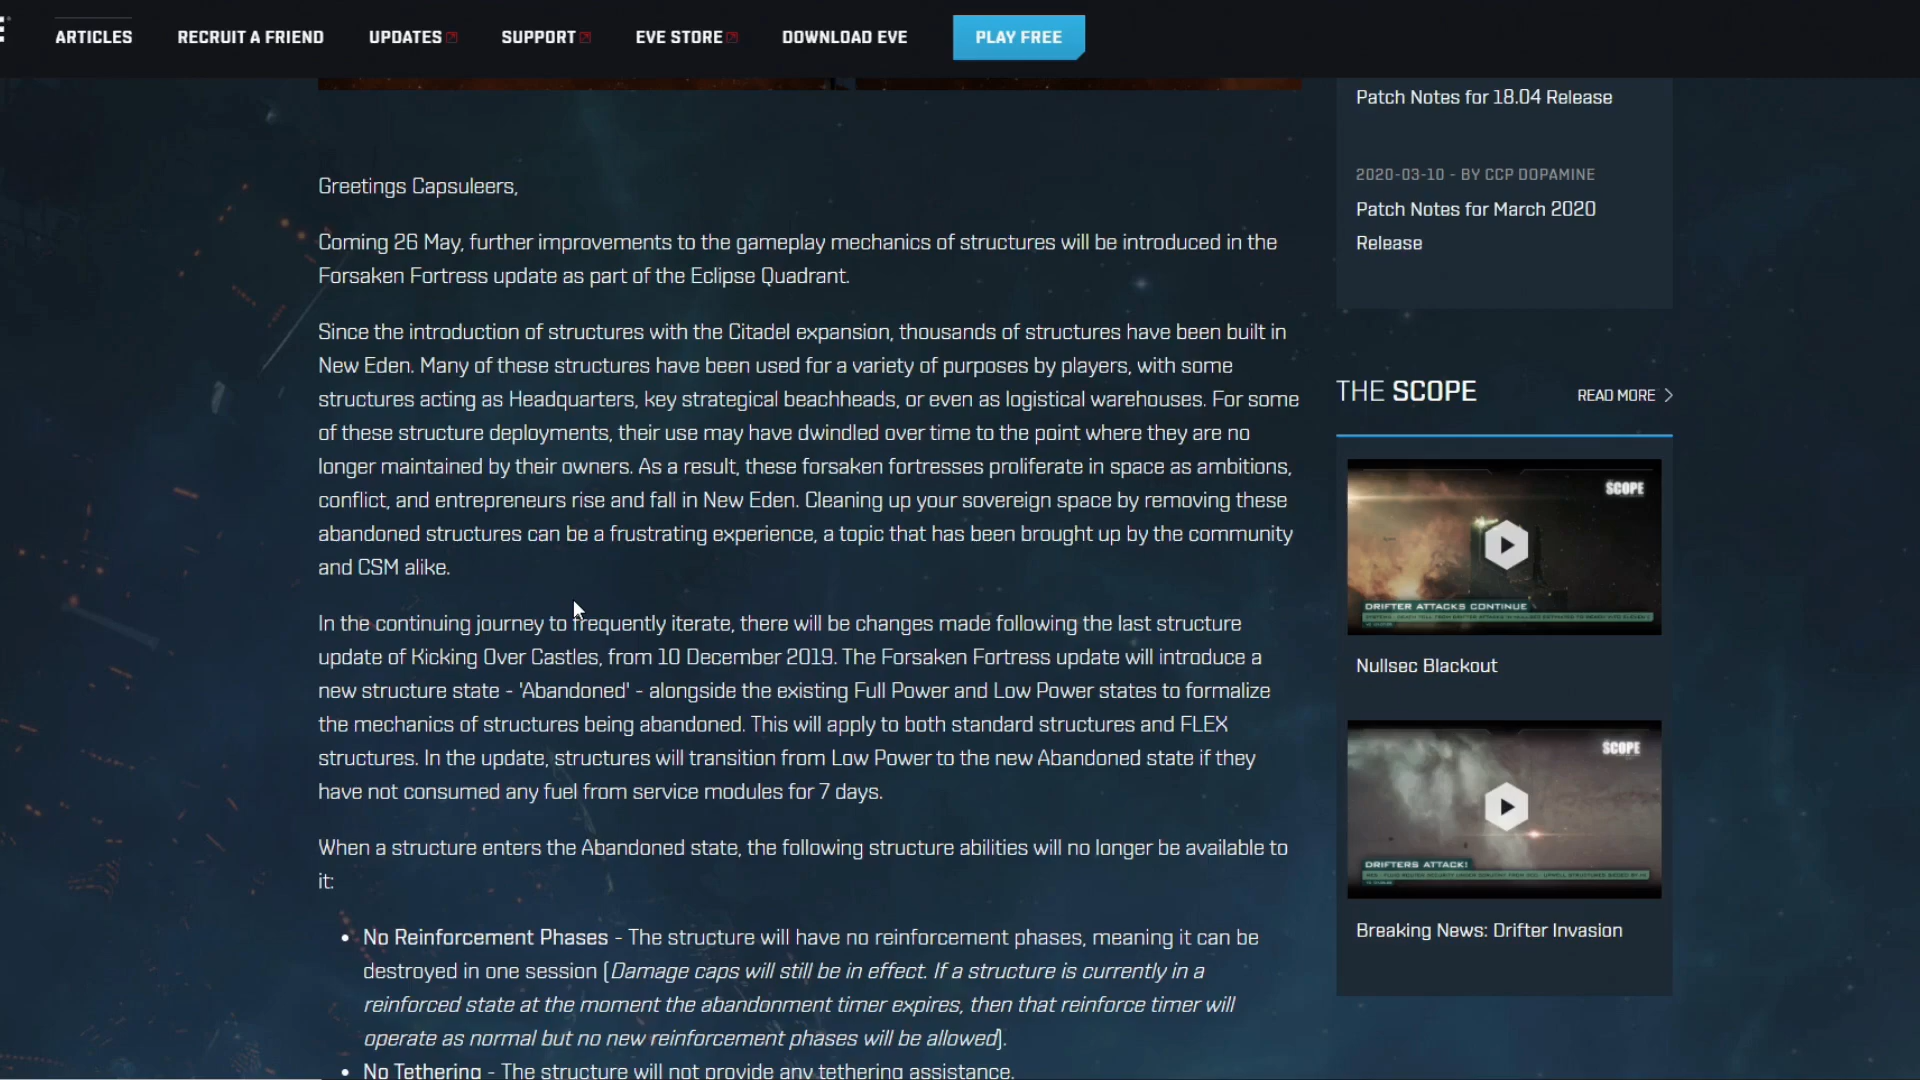 ARTICLES RECRUIT A FRIEND UPDATES SUPPORT EVE STORE DOWNLOAD EVE PLAY FREE
Greetings Capsuleers,
Coming 26 May, further improvements to the gameplay mechanics of structures will be introduced in the
Forsaken Fortress update as part of the Eclipse Quadrant.
Since the introduction of structures with the Citadel expansion, thousands of structures have been built in
New Eden. Many of these structures have been used for a variety of purposes by players, with some
structures acting as Headquarters, key strategical beachheads, or even as logistical warehouses. For some
of these structure deployments, their use may have dwindled over time to the point where they are no
longer maintained by their owners. As a result, these forsaken fortresses proliferate in space as ambitions,
conflict, and entrepreneurs rise and fall in New Eden. Cleaning up your sovereign space by removing these
abandoned structures can be a frustrating experience, a topic that has been brought up by the community
and CSM alike.
In the continuing journey to frequently iterate, there will be changes made following the last structure
update of Kicking Over Castles, from 10 December 2019. The Forsaken Fortress update will introduce a
new structure state - 'Abandoned' - alongside the existing Full Power and Low Power states to formalize
the mechanics of structures being abandoned. This will apply to both standard structures and FLEX
structures. In the update, structures will transition from Low Power to the new Abandoned state if they
have not consumed any fuel from service modules for 7 days.
When a structure enters the Abandoned state, the following structure abilities will no longer be available to
it:
• No Reinforcement Phases - The structure will have no reinforcement phases, meaning it can be
destroyed in one session (Damage caps will still be in effect. If a structure is currently in a
reinforced state at the moment the abandonment timer expires, then that reinforce timer will
operate as normal but no new reinforcement phases will be allowed).
• No Tethering - The structure will not provide any tethering assistance.
Patch Notes for 18.04 Release
2020-03-10 - BY CCP DOPAMINE
Patch Notes for March 2020
Release
THE SCOPE READ MORE
SCOPE
DRIFTER ATTACKS CONTINUE
Nullsec Blackout
SCOPE
DRIFTERS ATTACK!
Breaking News: Drifter Invasion